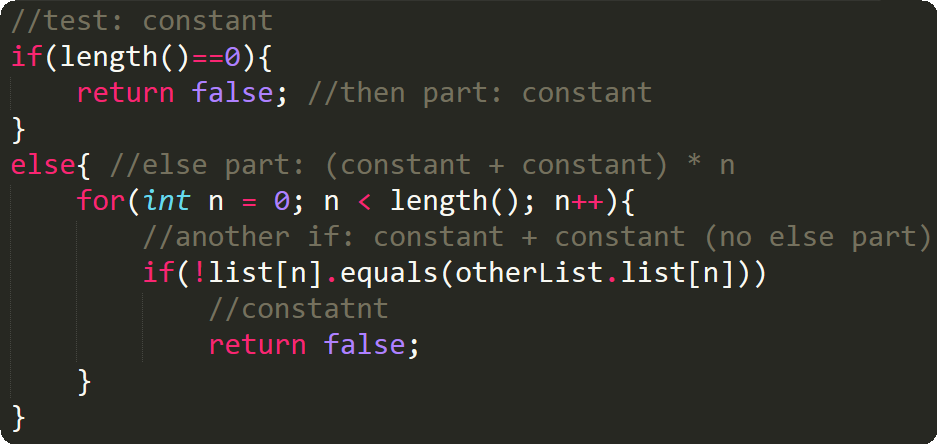 //test: constant
if(length()==0){
    return false; //then part: constant
}
else{ //else part: (constant + constant) * n
    for(int n = 0; n < length(); n++){
        //another if: constant + constant (no else part)
        if(!list[n].equals(otherList.list[n]))
            //constatnt
            return false;
    }
}